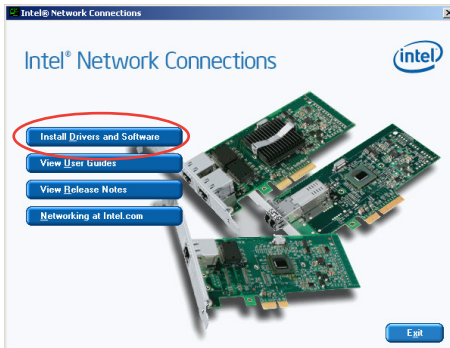 Intel® Network Connections
Intel® Network Connections
intel
Install Drivers and Software
View User Guides
View Release Notes
Networking at Intel.com
Exit